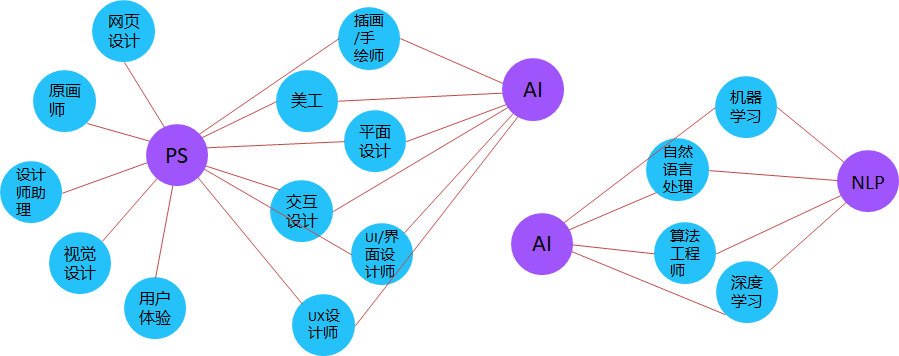 网页
设计
原画
师
设计
师助
理
视觉
设计
用户
体验
PS
插画
/手
绘师
美工
平面
设计
交互
设计
UI/界
面设
计师
UX设
计师
AI
AI
机器
学习
自然
语言
处理
算法
工程
师
深度
学习
NLP